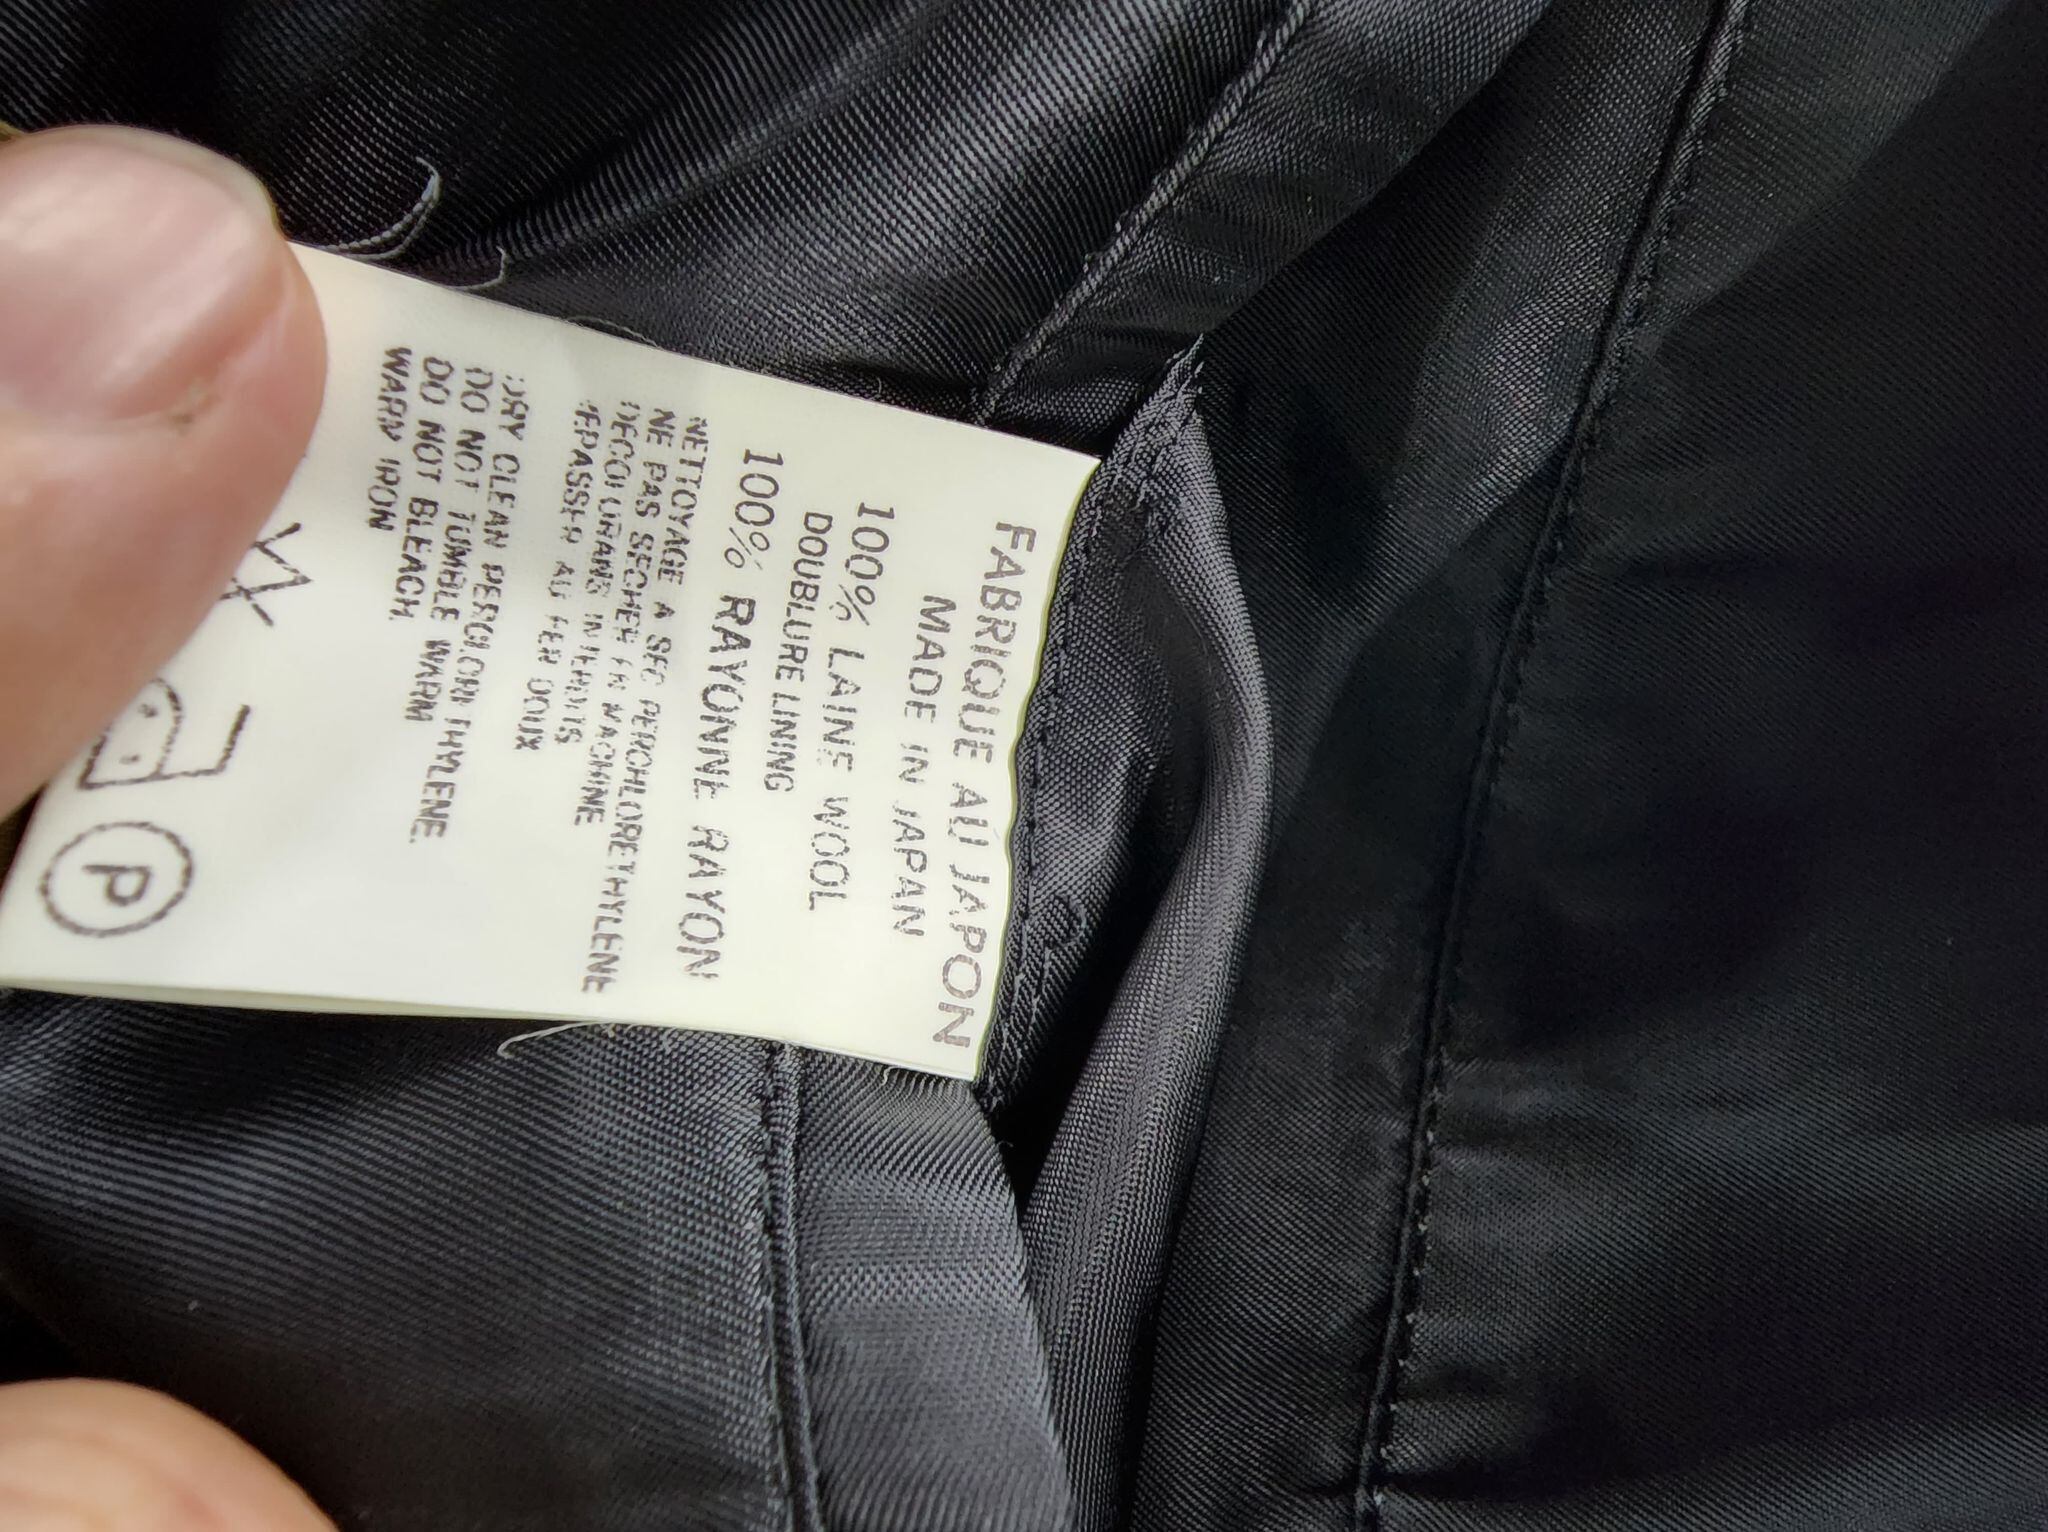 FABRIQUE AU JAPON
MADE IN JAPAN
100% LAINE WOOL
DOUBLURE LINING
100% RAYONNE RAYON
NETTOYAGE A SEC PERCHLORETHYLENE
NE PAS SECHER EN MACHINE
DECOLORANS INTERDITS
REPASSER AU FER DOUX
DRY CLEAN PERCLORETHYLENE.
DO NOT TUMBLE WARM
DO NOT BLEACH.
WARM IRON
P